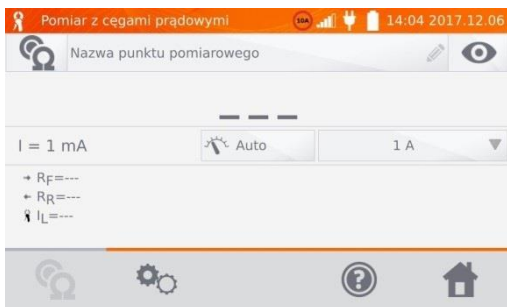 Pomiar z cęgami prądowymi 10A 14:04 2017.12.06
Nazwa punktu pomiarowego
---
I = 1 mA Auto 1 A
RF=---
RR=---
IL=---